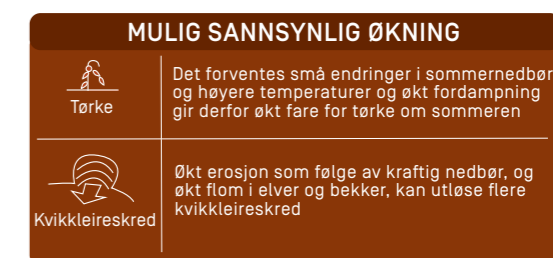 MULIG SANNSYNLIG ØKNING
Tørke
Det forventes små endringer i sommernedbør
og høyere temperaturer og økt fordampning
gir derfor økt fare for tørke om sommeren
Kvikkleireskred
Økt erosjon som følge av kraftig nedbør, og
økt flom i elver og bekker, kan utløse flere
kvikkleireskred